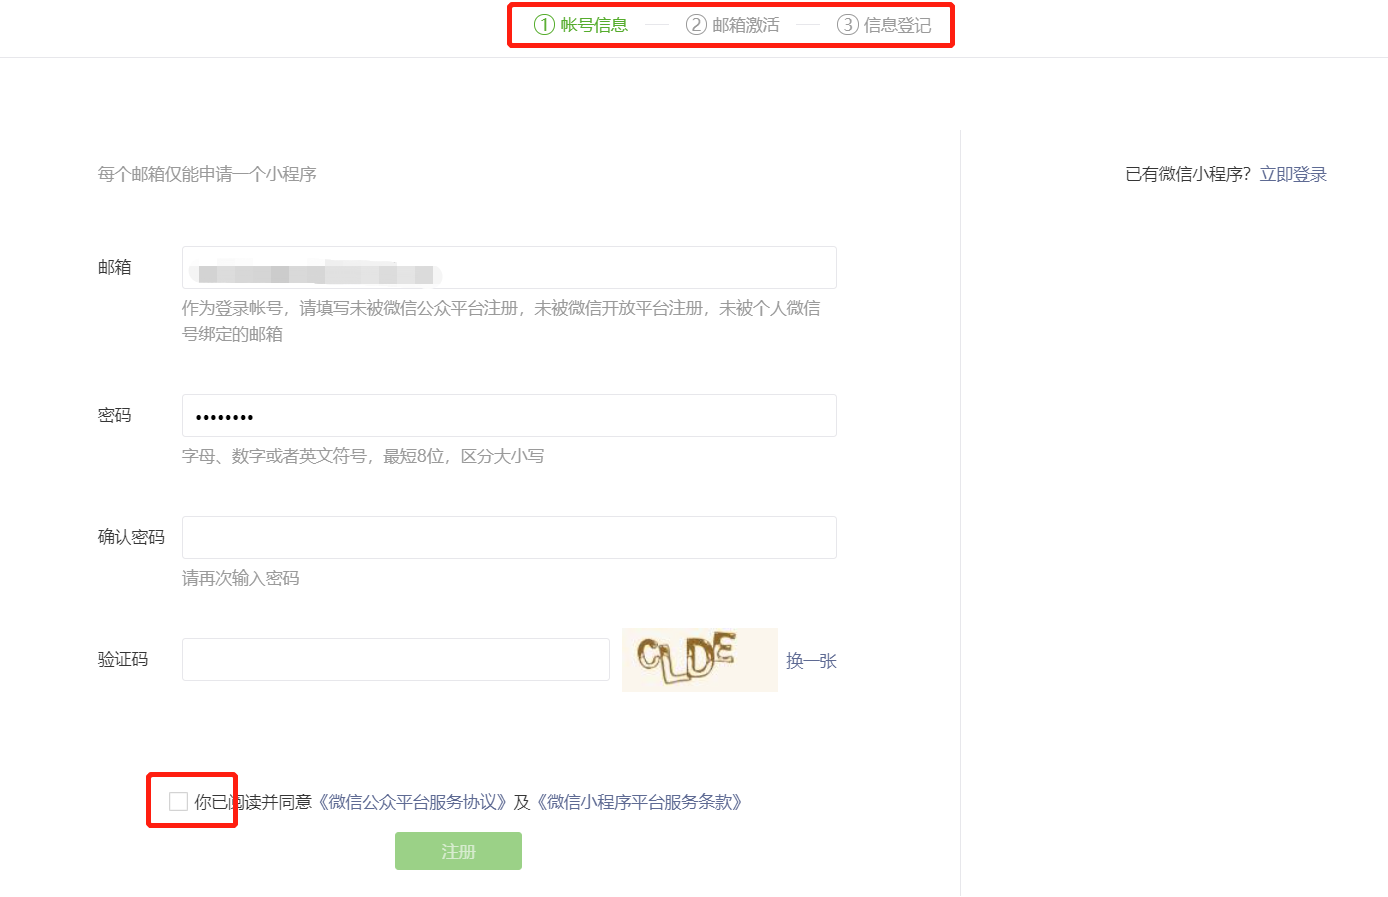 ① 帐号信息 — ② 邮箱激活 — ③ 信息登记
每个邮箱仅能申请一个小程序
已有微信小程序？立即登录
邮箱
作为登录帐号，请填写未被微信公众平台注册，未被微信开放平台注册，未被个人微信
号绑定的邮箱
密码 ••••••••
字母、数字或者英文符号，最短8位，区分大小写
确认密码
请再次输入密码
验证码 CLDE 换一张
你已阅读并同意《微信公众平台服务协议》及《微信小程序平台服务条款》
注册